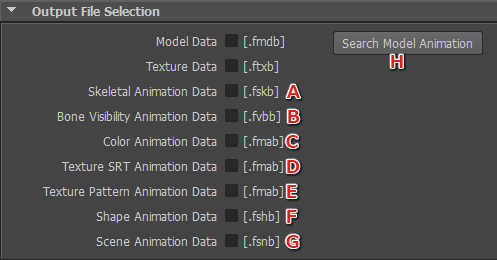 Output File Selection
Model Data [.fmdb] Search Model Animation
H
Texture Data [.ftxb]
Skeletal Animation Data [.fskb] A
Bone Visibility Animation Data [.fvbb] B
Color Animation Data [.fmab] C
Texture SRT Animation Data [.fmab] D
Texture Pattern Animation Data [.fmab] E
Shape Animation Data [.fshb] F
Scene Animation Data [.fsnb] G